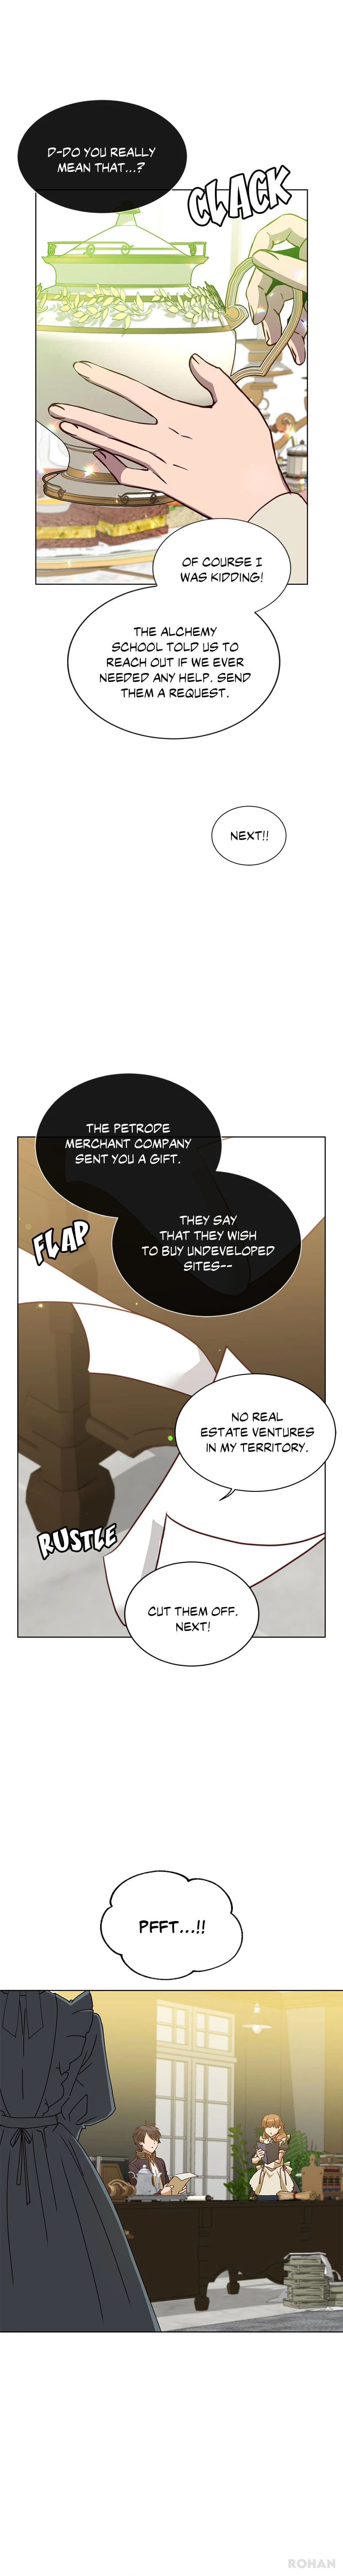 D-DO YOU REALLY
MEAN THAT...?
CLACK
OF COURSE I
WAS KIDDING!
THE ALCHEMY
SCHOOL TOLD US TO
REACH OUT IF WE EVER
NEEDED ANY HELP. SEND
THEM A REQUEST.
NEXT!!
THE PETRODE
MERCHANT COMPANY
SENT YOU A GIFT.
THEY SAY
THAT THEY WISH
TO BUY UNDEVELOPED
SITES--
FLAP
NO REAL
ESTATE VENTURES
IN MY TERRITORY.
RUSTLE
CUT THEM OFF.
NEXT!
PFFT...!!
ROHAN